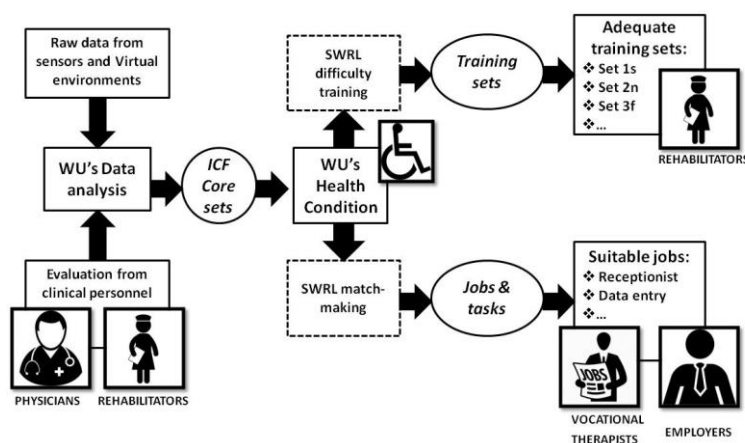 Raw data from
sensors and Virtual
environments
WU's Data
analysis
Evaluation from
clinical personnel
PHYSICIANS
REHABILITATORS
ICF
Core
sets
WU's
Health
Condition
SWRL
difficulty
training
Training
sets
Adequate
training sets:
❖ Set 1s
❖ Set 2n
❖ Set 3f
❖ ...
REHABILITATORS
SWRL match-
making
Jobs &
tasks
Suitable jobs:
❖ Receptionist
❖ Data entry
❖ ...
JOBS
VOCATIONAL
THERAPISTS
EMPLOYERS